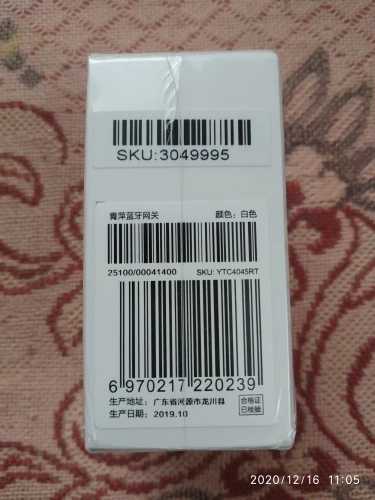 SKU:3049995
青萍蓝牙网关 颜色：白色
25100/00041400 SKU: YTC4045RT
6 970217 220239
生产地址： 广东省河源市龙川县
生产日期： 2019.10
合格证
已检验
2020/12/16 11:05